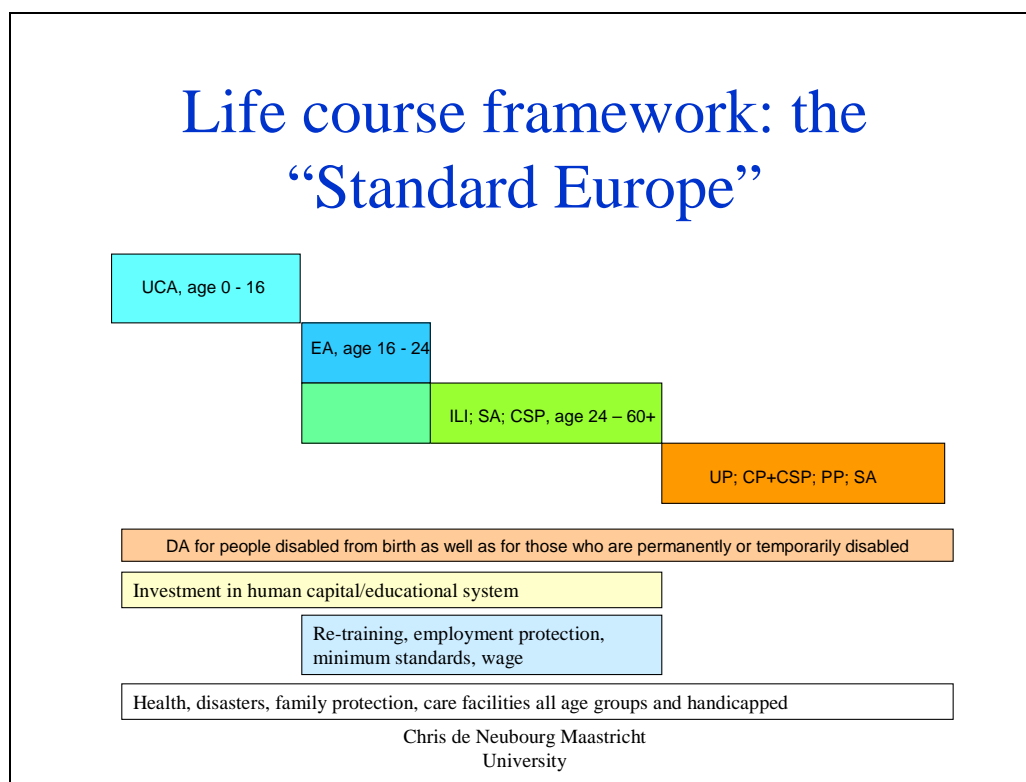 Life course framework: the
“Standard Europe”
UCA, age 0 - 16
EA, age 16 - 24
ILI; SA; CSP, age 24 – 60+
UP; CP+CSP; PP; SA
DA for people disabled from birth as well as for those who are permanently or temporarily disabled
Investment in human capital/educational system
Re-training, employment protection,
minimum standards, wage
Health, disasters, family protection, care facilities all age groups and handicapped
Chris de Neubourg Maastricht
University